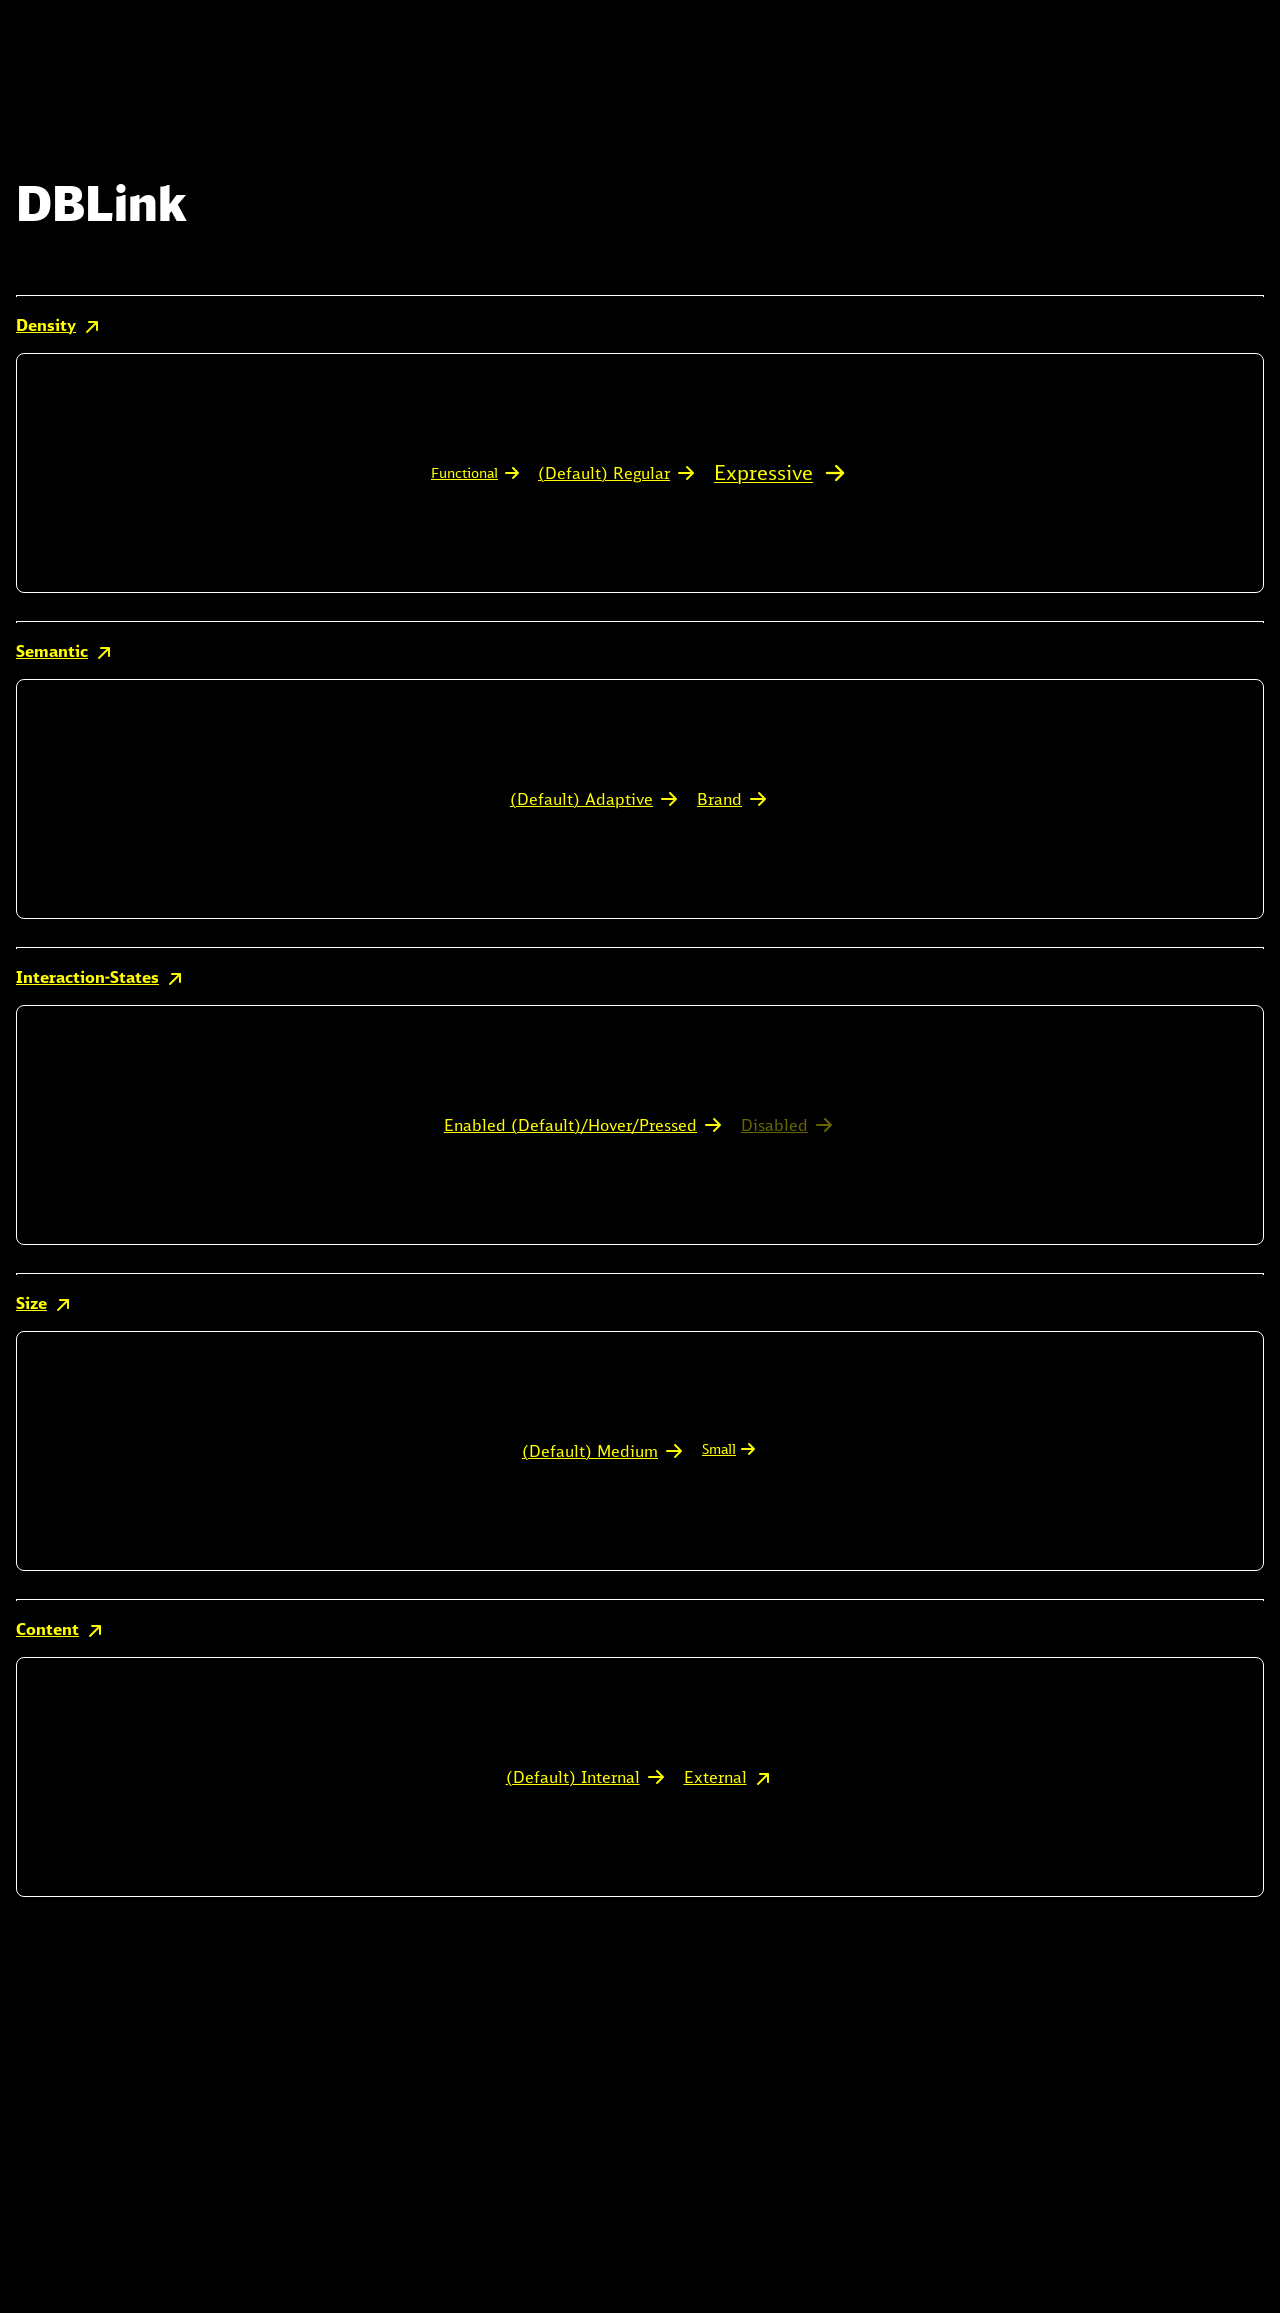 DBLink
Density
Functional (Default) Regular Expressive
Semantic
(Default) Adaptive Brand
Interaction-States
Enabled (Default)/Hover/Pressed Disabled
Size
(Default) Medium Small
Content
(Default) Internal External